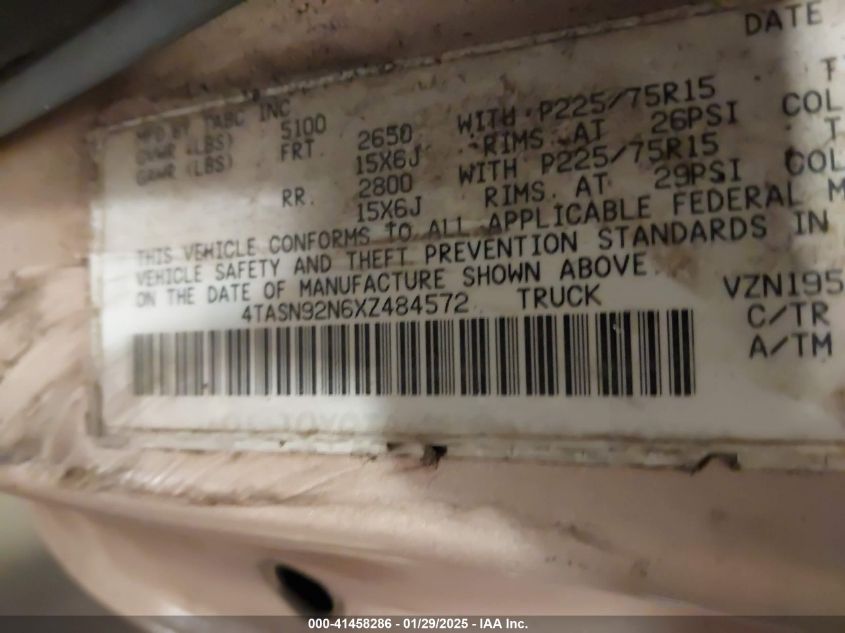 DATE
MFD BY TABC INC
GVWR (LBS) 5100
GAWR (LBS) FRT 2650 WITH P225/75R15
15X6J RIMS AT 26PSI COL
RR. 2800 WITH P225/75R15 T
15X6J RIMS. AT 29PSI COL
THIS VEHICLE CONFORMS TO ALL APPLICABLE FEDERAL M
VEHICLE SAFETY AND THEFT PREVENTION STANDARDS IN
ON THE DATE OF MANUFACTURE SHOWN ABOVE.
4TASN92N6XZ484572 TRUCK VZN195
C/TR
A/TM
000-41458286 - 01/29/2025 - IAA Inc.